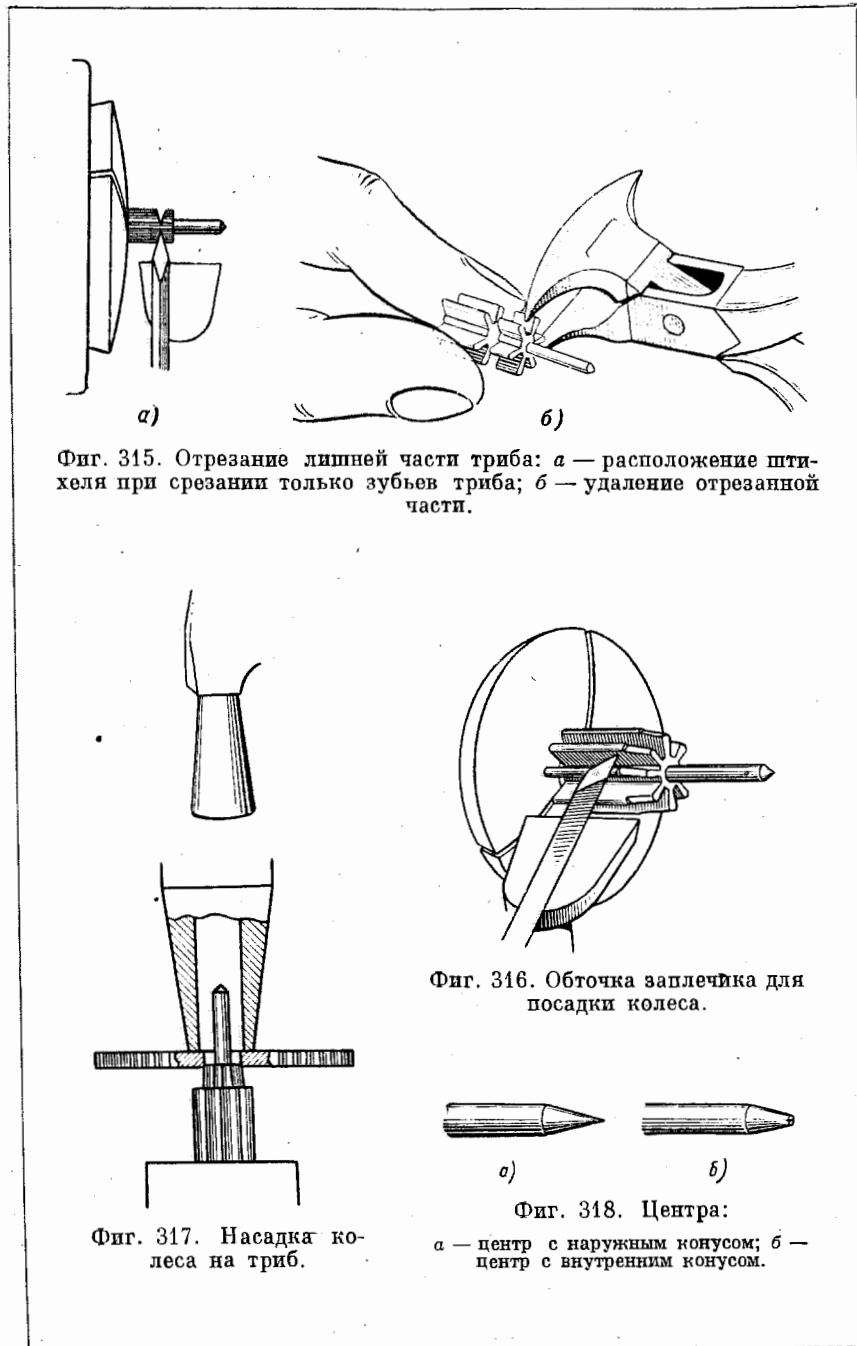 а)
б)
Фиг. 315. Отрезание лишней части триба: а — расположение шти-
хеля при срезании только зубьев триба; б — удаление отрезанной
части.
Фиг. 316. Обточка заплечика для
посадки колеса.
Фиг. 317. Насадка ко-
леса на триб.
а)
б)
Фиг. 318. Центра:
а — центр с наружным конусом; б —
центр с внутренним конусом.